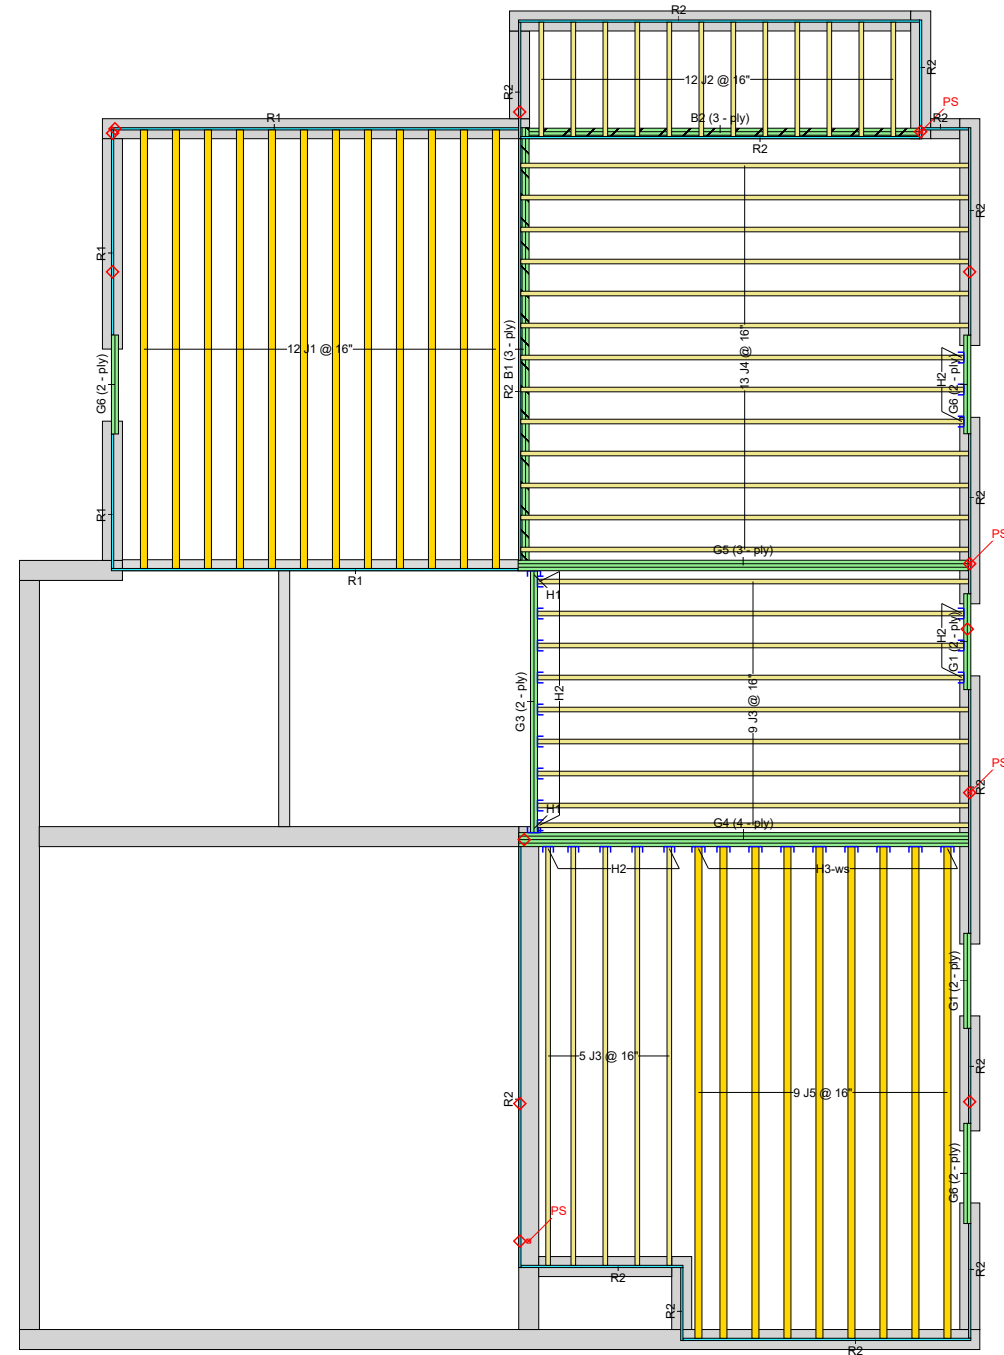 R2
R2
12 J2 @ 16"
R2
PS
R1
B2 (3 - ply)
R2
R2
R2
R1
12 J1 @ 16"
G6 (2 - ply)
R2 B1 (3 - ply)
13 J4 @ 16"
H2
G6 (2 - ply)
R1
R2
PS
G5 (3 - ply)
R1
H1
H2
G1 (2 - ply)
G3 (2 - ply)
H2
9 J3 @ 16"
PS
R2
H1
G4 (4 - ply)
H2
H3-ws
G1 (2 - ply)
5 J3 @ 16"
R2
9 J5 @ 16"
R2
G6 (2 - ply)
PS
R2
R2
R2
R2